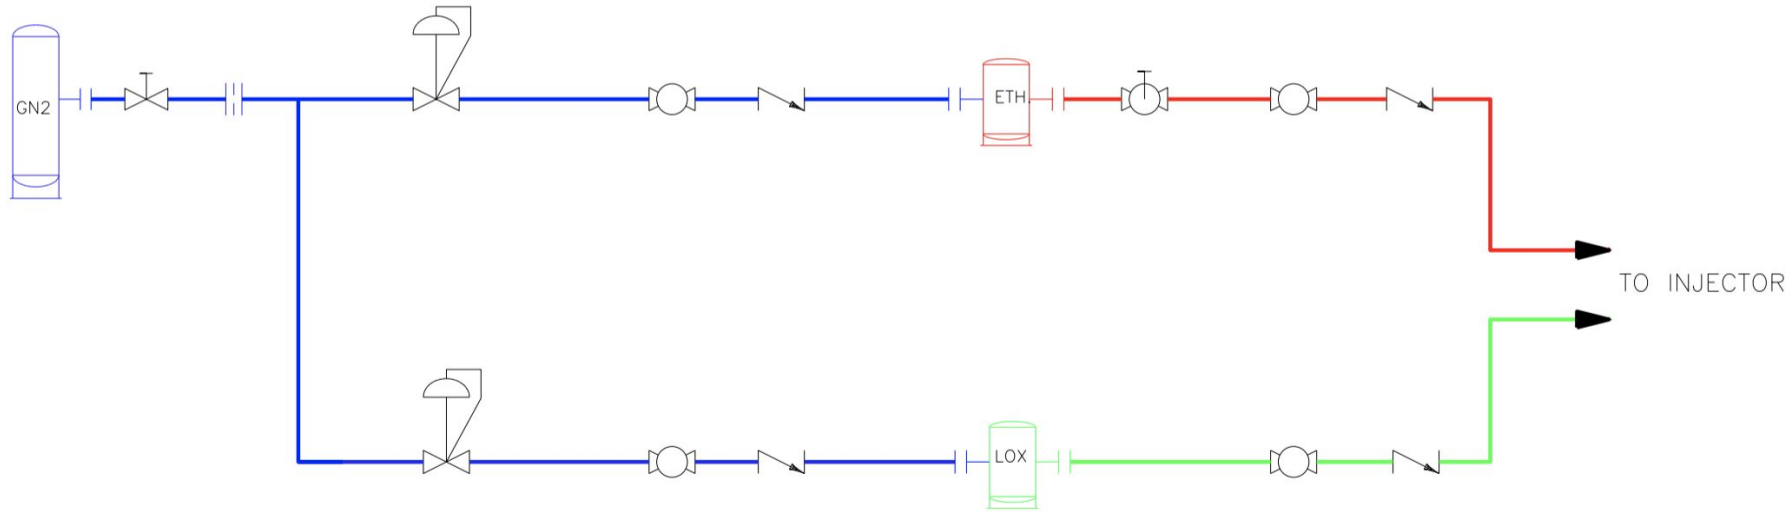 GN2
ETH.
TO INJECTOR
LOX